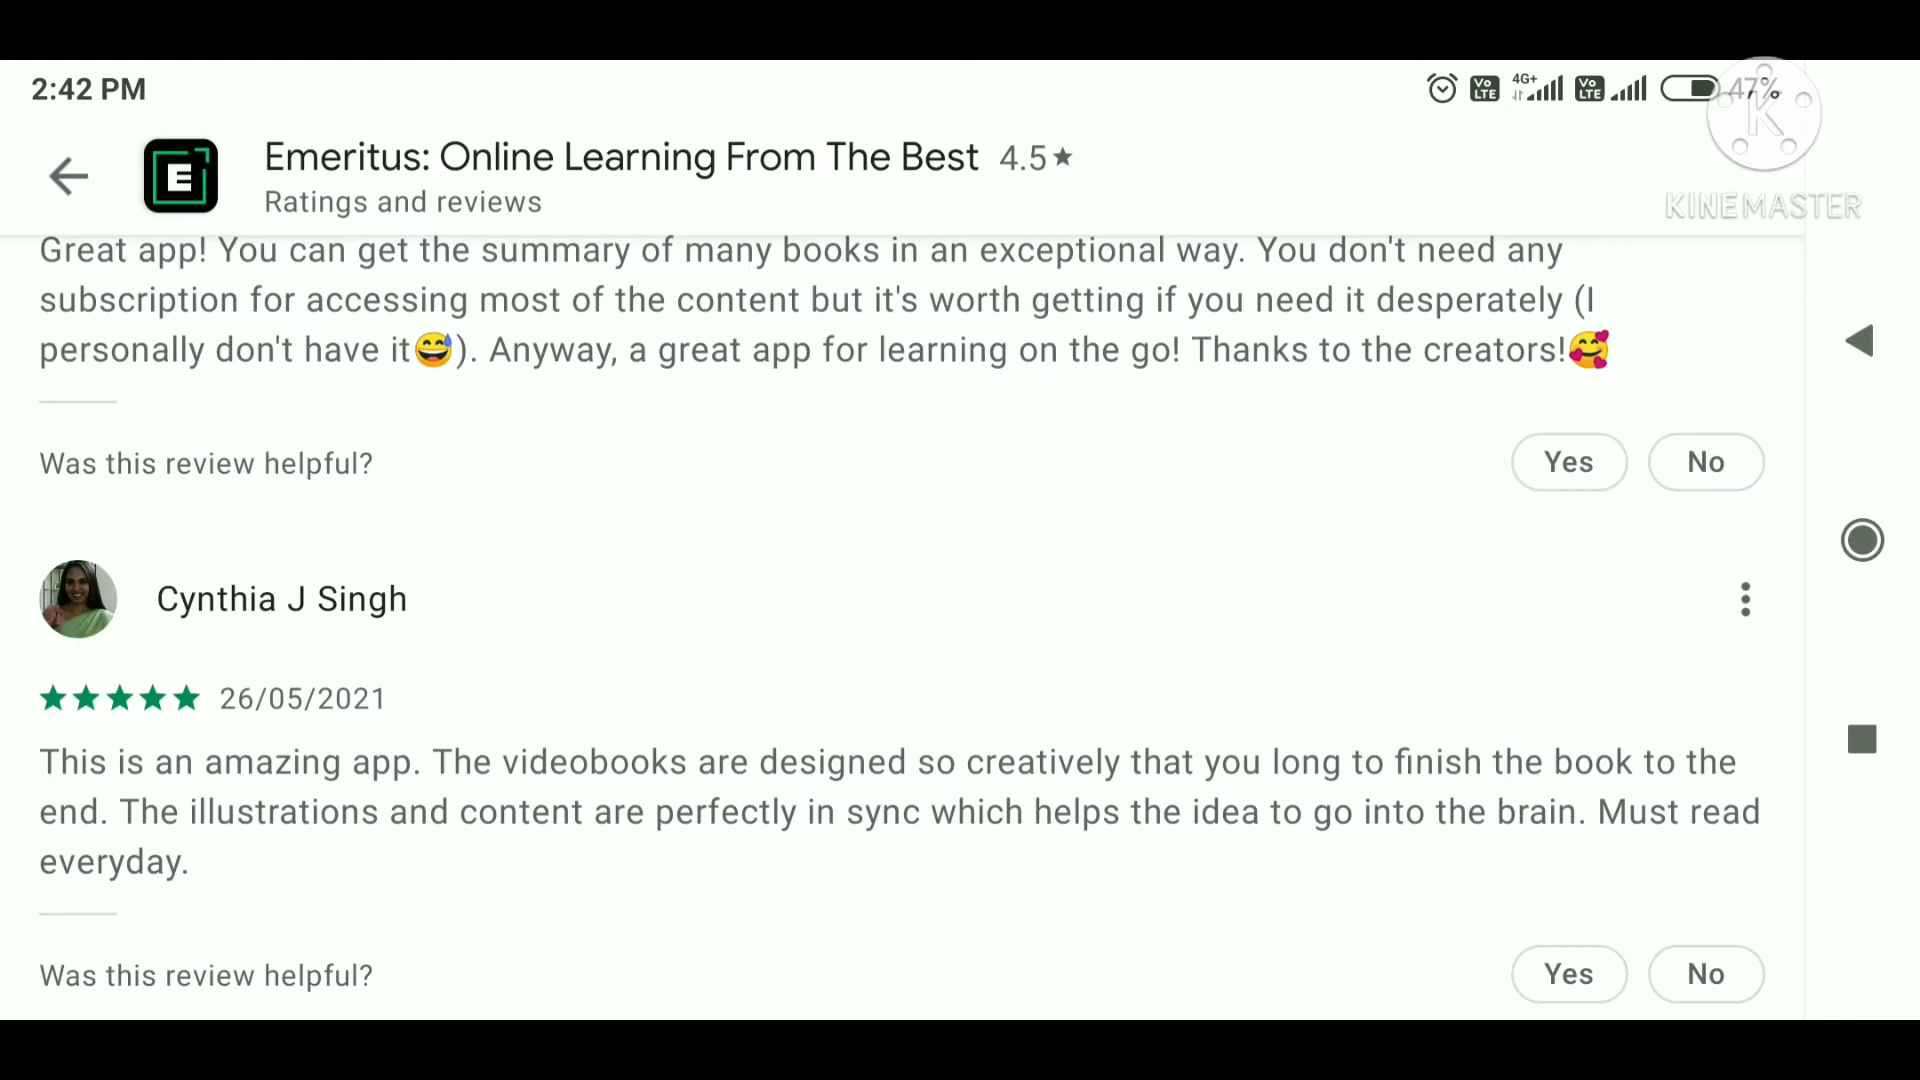 2:42 PM
Vo LTE 4G+ Vo LTE 47%
Emeritus: Online Learning From The Best 4.5★
Ratings and reviews
KINEMASTER
Great app! You can get the summary of many books in an exceptional way. You don't need any
subscription for accessing most of the content but it's worth getting if you need it desperately (I
personally don't have it😅). Anyway, a great app for learning on the go! Thanks to the creators!🥰
Was this review helpful? Yes No
Cynthia J Singh
★★★★★ 26/05/2021
This is an amazing app. The videobooks are designed so creatively that you long to finish the book to the
end. The illustrations and content are perfectly in sync which helps the idea to go into the brain. Must read
everyday.
Was this review helpful? Yes No